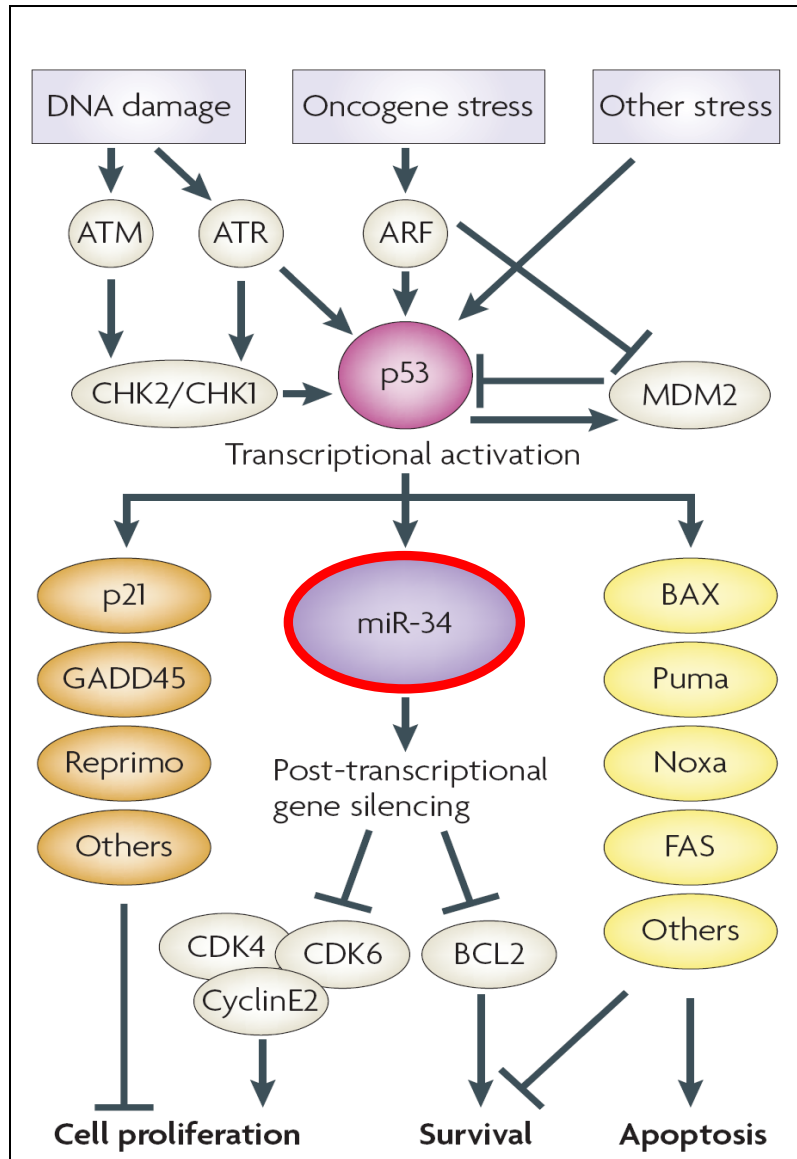 DNA damage
Oncogene stress
Other stress
ATM
ATR
ARF
CHK2/CHK1
p53
MDM2
Transcriptional activation
p21
miR-34
BAX
GADD45
Puma
Reprimo
Post-transcriptional
gene silencing
Noxa
Others
FAS
CDK4
CDK6
BCL2
Others
CyclinE2
Cell proliferation
Survival
Apoptosis